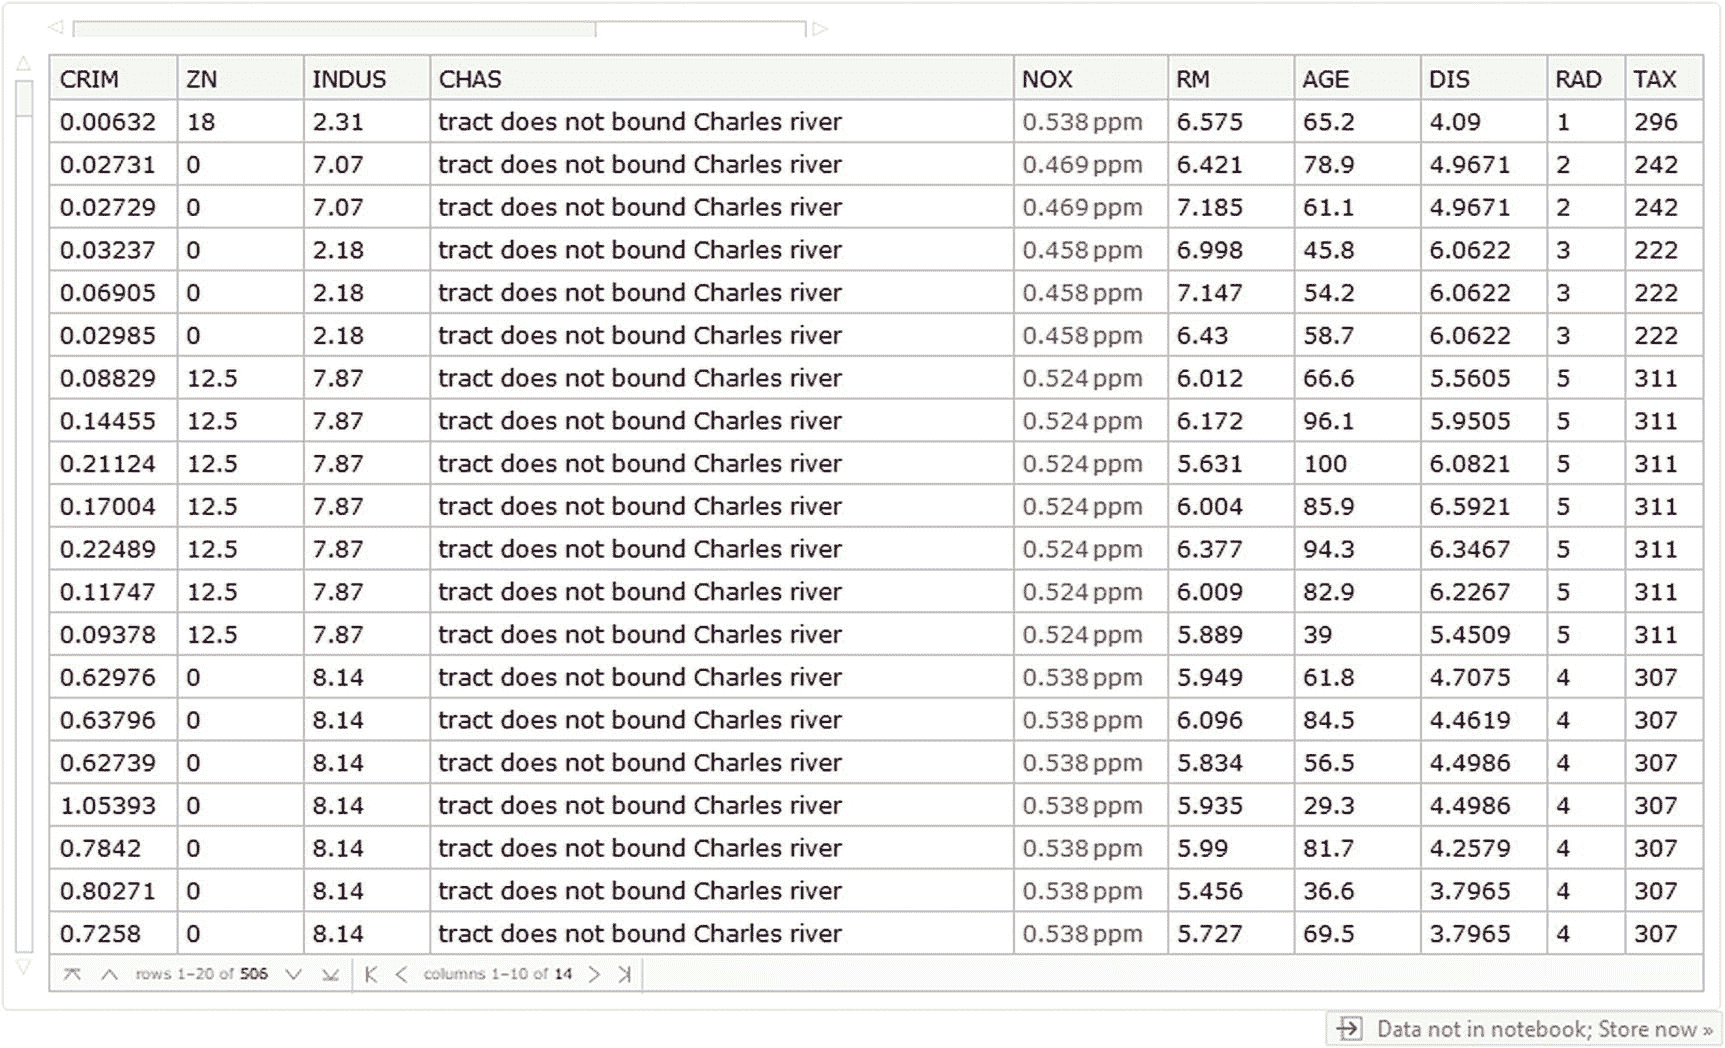 CRIM ZN INDUS CHAS NOX RM AGE DIS RAD TAX
0.00632 18 2.31 tract does not bound Charles river 0.538 ppm 6.575 65.2 4.09 1 296
0.02731 0 7.07 tract does not bound Charles river 0.469 ppm 6.421 78.9 4.9671 2 242
0.02729 0 7.07 tract does not bound Charles river 0.469 ppm 7.185 61.1 4.9671 2 242
0.03237 0 2.18 tract does not bound Charles river 0.458 ppm 6.998 45.8 6.0622 3 222
0.06905 0 2.18 tract does not bound Charles river 0.458 ppm 7.147 54.2 6.0622 3 222
0.02985 0 2.18 tract does not bound Charles river 0.458 ppm 6.43 58.7 6.0622 3 222
0.08829 12.5 7.87 tract does not bound Charles river 0.524 ppm 6.012 66.6 5.5605 5 311
0.14455 12.5 7.87 tract does not bound Charles river 0.524 ppm 6.172 96.1 5.9505 5 311
0.21124 12.5 7.87 tract does not bound Charles river 0.524 ppm 5.631 100 6.0821 5 311
0.17004 12.5 7.87 tract does not bound Charles river 0.524 ppm 6.004 85.9 6.5921 5 311
0.22489 12.5 7.87 tract does not bound Charles river 0.524 ppm 6.377 94.3 6.3467 5 311
0.11747 12.5 7.87 tract does not bound Charles river 0.524 ppm 6.009 82.9 6.2267 5 311
0.09378 12.5 7.87 tract does not bound Charles river 0.524 ppm 5.889 39 5.4509 5 311
0.62976 0 8.14 tract does not bound Charles river 0.538 ppm 5.949 61.8 4.7075 4 307
0.63796 0 8.14 tract does not bound Charles river 0.538 ppm 6.096 84.5 4.4619 4 307
0.62739 0 8.14 tract does not bound Charles river 0.538 ppm 5.834 56.5 4.4986 4 307
1.05393 0 8.14 tract does not bound Charles river 0.538 ppm 5.935 29.3 4.4986 4 307
0.7842 0 8.14 tract does not bound Charles river 0.538 ppm 5.99 81.7 4.2579 4 307
0.80271 0 8.14 tract does not bound Charles river 0.538 ppm 5.456 36.6 3.7965 4 307
0.7258 0 8.14 tract does not bound Charles river 0.538 ppm 5.727 69.5 3.7965 4 307
rows 1–20 of 506 columns 1–10 of 14
Data not in notebook; Store now »